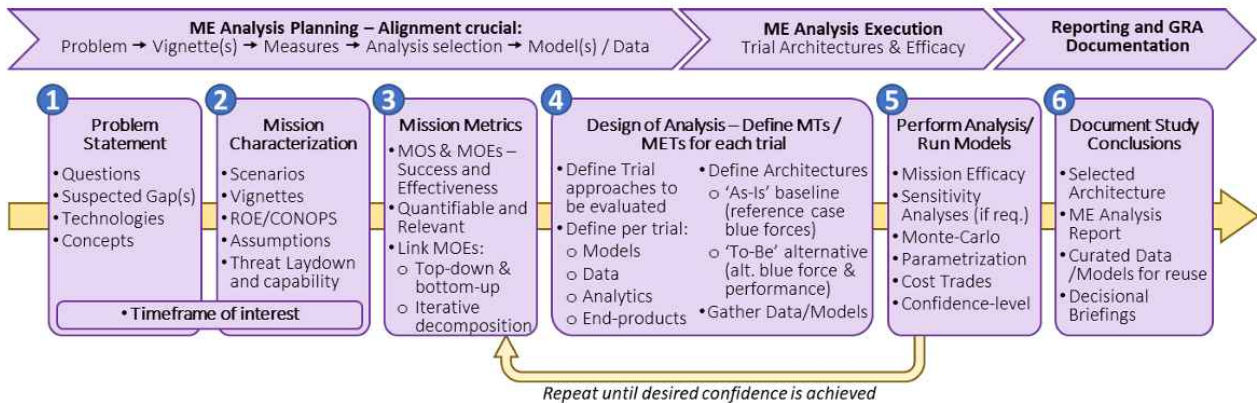 ME Analysis Planning – Alignment crucial:
Problem → Vignette(s) → Measures → Analysis selection → Model(s) / Data
ME Analysis Execution
Trial Architectures & Efficacy
Reporting and GRA
Documentation
1
Problem
Statement
• Questions
• Suspected Gap(s)
• Technologies
• Concepts
2
Mission
Characterization
• Scenarios
• Vignettes
• ROE/CONOPS
• Assumptions
• Threat Laydown
and capability
• Timeframe of interest
3
Mission Metrics
• MOS & MOEs –
Success and
Effectiveness
• Quantifiable and
Relevant
• Link MOEs:
o Top-down &
bottom-up
o Iterative
decomposition
4
Design of Analysis – Define MTs /
METs for each trial
• Define Trial
approaches to
be evaluated
• Define per trial:
o Models
o Data
o Analytics
o End-products
• Define Architectures
o 'As-Is' baseline
(reference case
blue forces)
o 'To-Be' alternative
(alt. blue force &
performance)
• Gather Data/Models
5
Perform Analysis/
Run Models
• Mission Efficacy
• Sensitivity
Analyses (if req.)
• Monte-Carlo
• Parametrization
• Cost Trades
• Confidence-level
6
Document Study
Conclusions
• Selected
Architecture
• ME Analysis
Report
• Curated Data
/Models for reuse
• Decisional
Briefings
Repeat until desired confidence is achieved